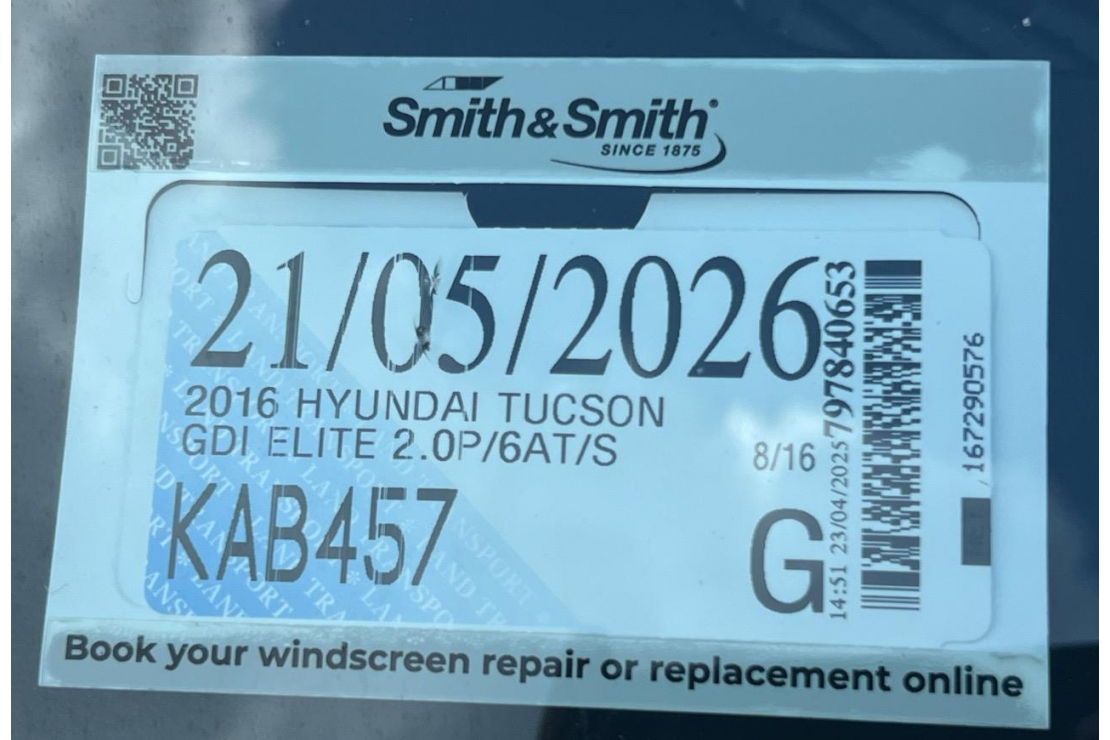 Smith&Smith
SINCE 1875
21/05/2026
2016 HYUNDAI TUCSON
GDI ELITE 2.0P/6AT/S
8/16
KAB457
G
14:51 23/04/2025 797840653
167290576
Book your windscreen repair or replacement online